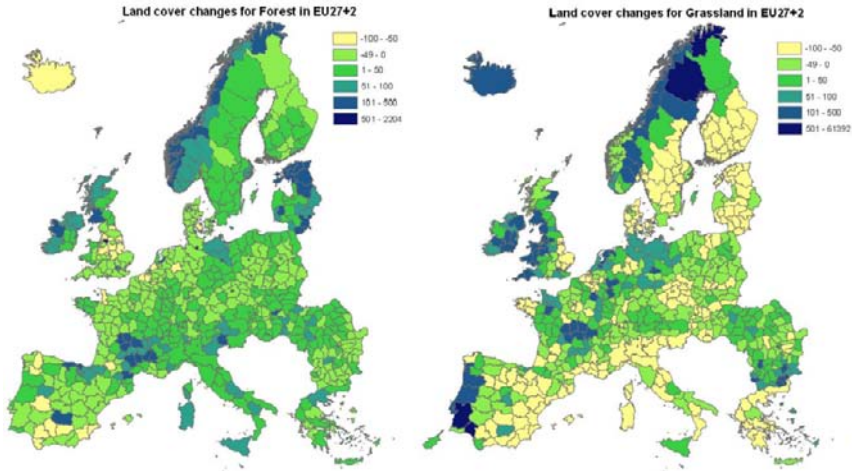 Land cover changes for Forest in EU27+2
-100 - -50
-49 - 0
1 - 50
51 - 100
101 - 500
501 - 2204
Land cover changes for Grassland in EU27+2
-100 - -50
-49 - 0
1 - 50
51 - 100
101 - 500
501 - 61392